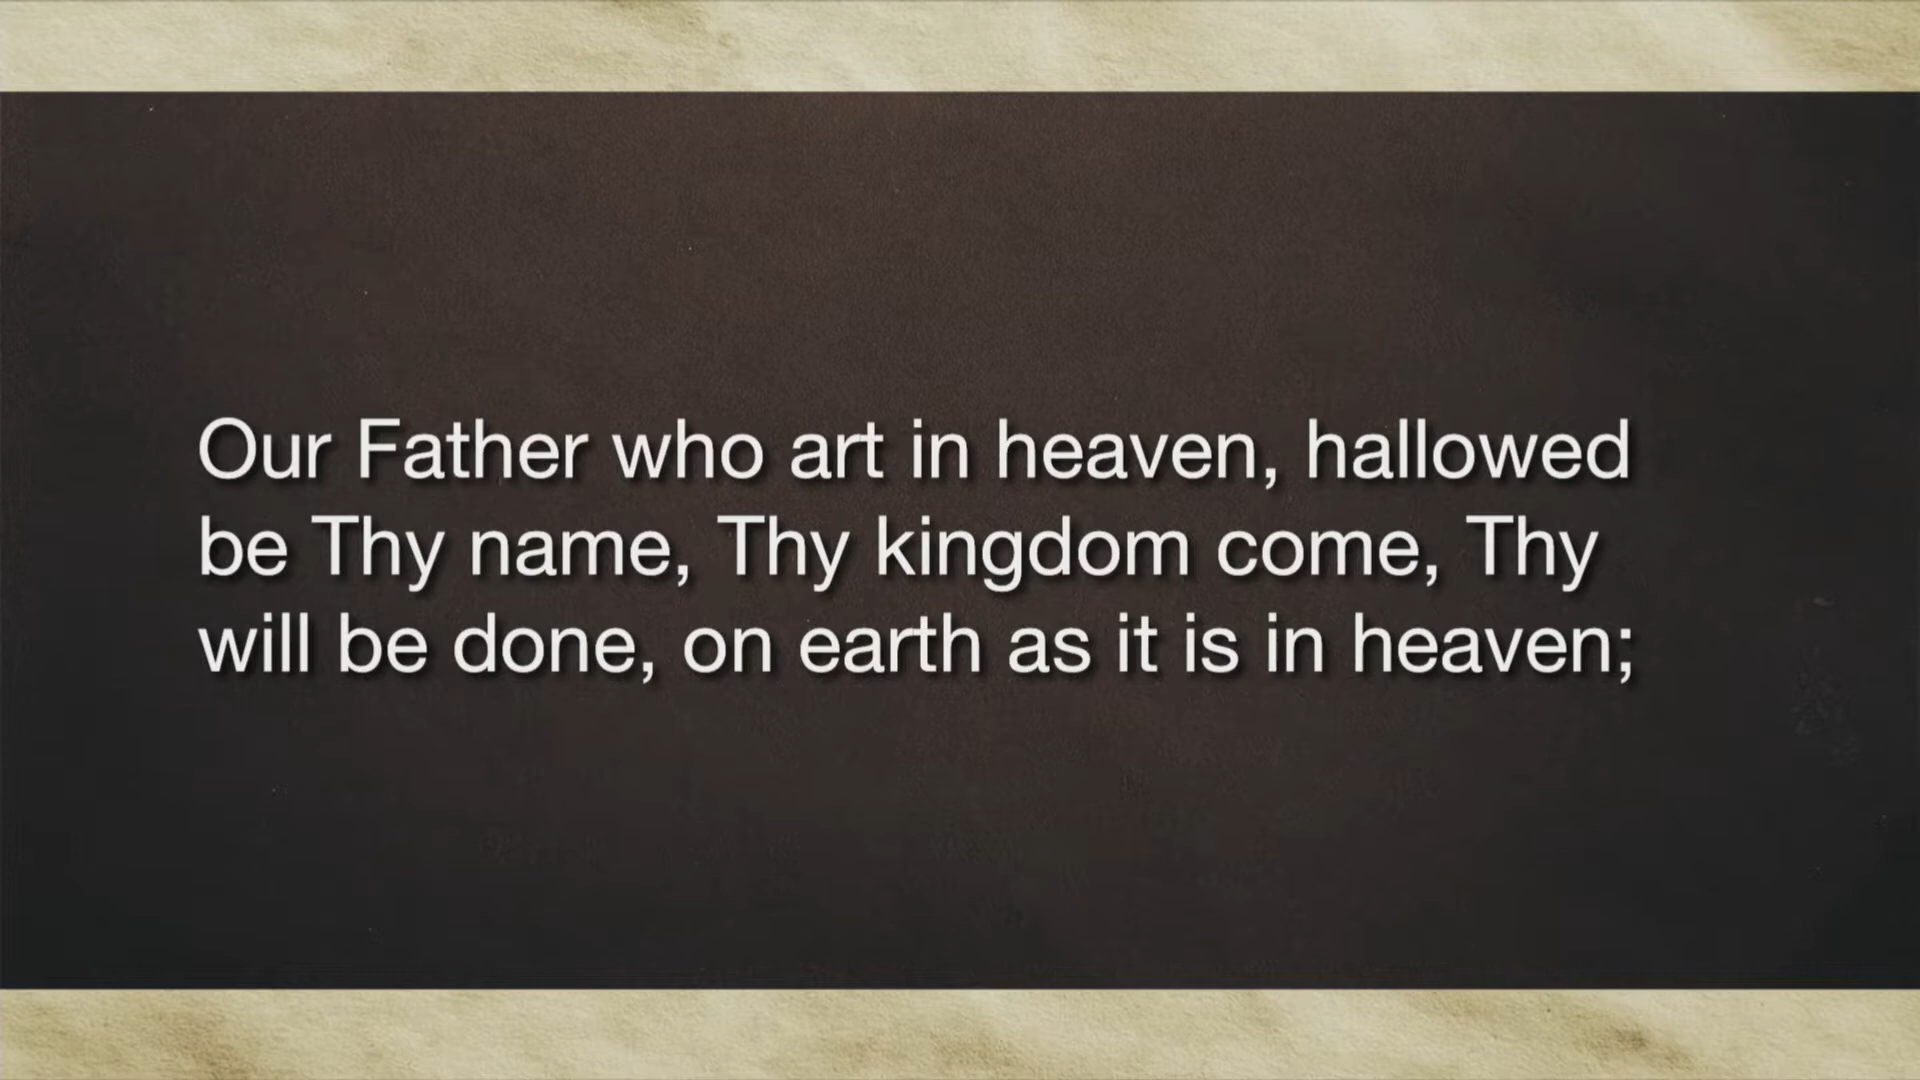 Our Father who art in heaven, hallowed
be Thy name, Thy kingdom come, Thy
will be done, on earth as it is in heaven;